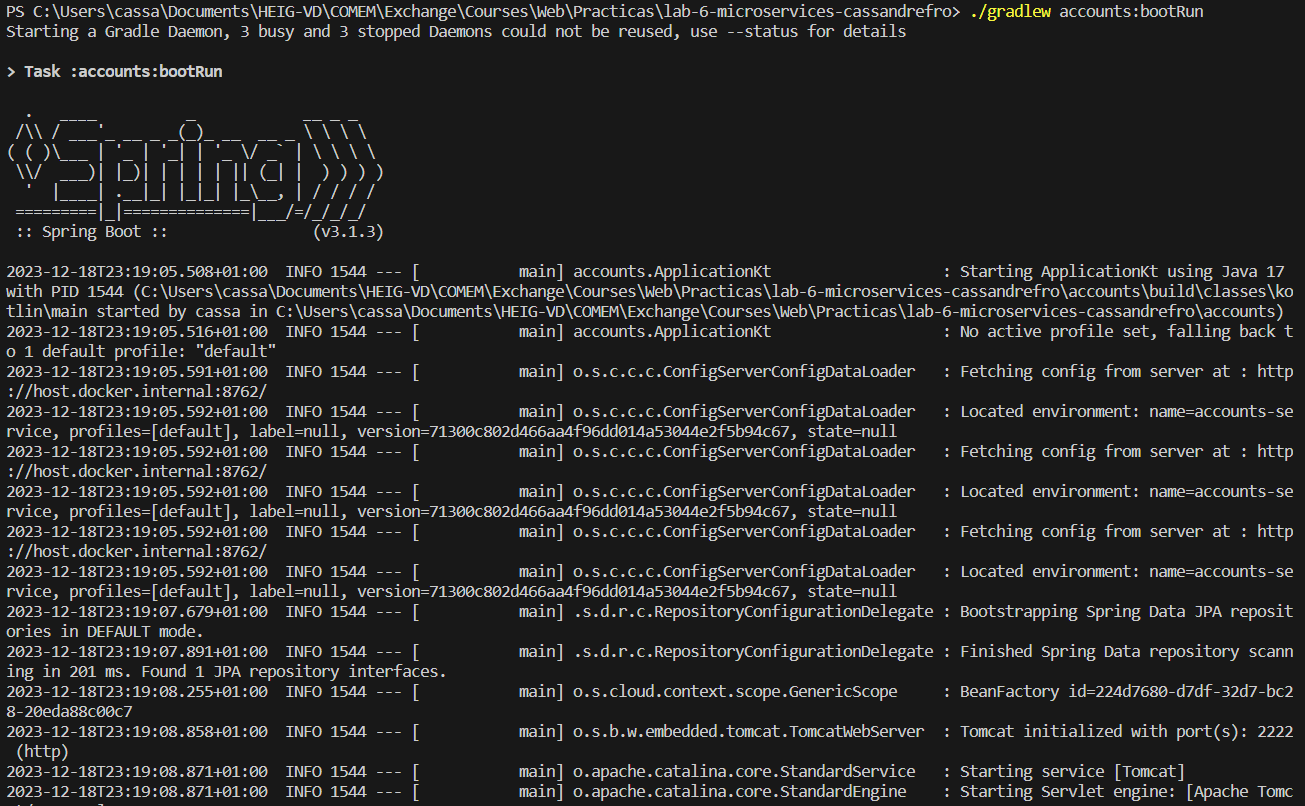 PS C:\Users\cassa\Documents\HEIG-VD\COMEM\Exchange\Courses\Web\Practicas\lab-6-microservices-cassandrefro> ./gradlew accounts:bootRun
Starting a Gradle Daemon, 3 busy and 3 stopped Daemons could not be reused, use --status for details
> Task :accounts:bootRun
  .   ____          _            __ _ _
 /\\ / ___'_ __ _ _(_)_ __  __ _ \ \ \ \
( ( )\___ | '_ | '_| | '_ \/ _` | \ \ \ \
 \\/  ___)| |_)| | | | | || (_| |  ) ) ) )
  '  |____| .__|_| |_|_| |_\__, | / / / /
 =========|_|==============|___/=/_/_/_/
 :: Spring Boot ::                (v3.1.3)
2023-12-18T23:19:05.508+01:00  INFO 1544 --- [           main] accounts.ApplicationKt                   : Starting ApplicationKt using Java 17
with PID 1544 (C:\Users\cassa\Documents\HEIG-VD\COMEM\Exchange\Courses\Web\Practicas\lab-6-microservices-cassandrefro\accounts\build\classes\ko
tlin\main started by cassa in C:\Users\cassa\Documents\HEIG-VD\COMEM\Exchange\Courses\Web\Practicas\lab-6-microservices-cassandrefro\accounts)
2023-12-18T23:19:05.516+01:00  INFO 1544 --- [           main] accounts.ApplicationKt                   : No active profile set, falling back t
o 1 default profile: "default"
2023-12-18T23:19:05.591+01:00  INFO 1544 --- [           main] o.s.c.c.c.ConfigServerConfigDataLoader   : Fetching config from server at : http
://host.docker.internal:8762/
2023-12-18T23:19:05.592+01:00  INFO 1544 --- [           main] o.s.c.c.c.ConfigServerConfigDataLoader   : Located environment: name=accounts-se
rvice, profiles=[default], label=null, version=71300c802d466aa4f96dd014a53044e2f5b94c67, state=null
2023-12-18T23:19:05.592+01:00  INFO 1544 --- [           main] o.s.c.c.c.ConfigServerConfigDataLoader   : Fetching config from server at : http
://host.docker.internal:8762/
2023-12-18T23:19:05.592+01:00  INFO 1544 --- [           main] o.s.c.c.c.ConfigServerConfigDataLoader   : Located environment: name=accounts-se
rvice, profiles=[default], label=null, version=71300c802d466aa4f96dd014a53044e2f5b94c67, state=null
2023-12-18T23:19:05.592+01:00  INFO 1544 --- [           main] o.s.c.c.c.ConfigServerConfigDataLoader   : Fetching config from server at : http
://host.docker.internal:8762/
2023-12-18T23:19:05.592+01:00  INFO 1544 --- [           main] o.s.c.c.c.ConfigServerConfigDataLoader   : Located environment: name=accounts-se
rvice, profiles=[default], label=null, version=71300c802d466aa4f96dd014a53044e2f5b94c67, state=null
2023-12-18T23:19:07.679+01:00  INFO 1544 --- [           main] .s.d.r.c.RepositoryConfigurationDelegate : Bootstrapping Spring Data JPA reposit
ories in DEFAULT mode.
2023-12-18T23:19:07.891+01:00  INFO 1544 --- [           main] .s.d.r.c.RepositoryConfigurationDelegate : Finished Spring Data repository scann
ing in 201 ms. Found 1 JPA repository interfaces.
2023-12-18T23:19:08.255+01:00  INFO 1544 --- [           main] o.s.cloud.context.scope.GenericScope     : BeanFactory id=224d7680-d7df-32d7-bc2
8-20eda88c00c7
2023-12-18T23:19:08.858+01:00  INFO 1544 --- [           main] o.s.b.w.embedded.tomcat.TomcatWebServer  : Tomcat initialized with port(s): 2222
 (http)
2023-12-18T23:19:08.871+01:00  INFO 1544 --- [           main] o.apache.catalina.core.StandardService   : Starting service [Tomcat]
2023-12-18T23:19:08.871+01:00  INFO 1544 --- [           main] o.apache.catalina.core.StandardEngine    : Starting Servlet engine: [Apache Tomc